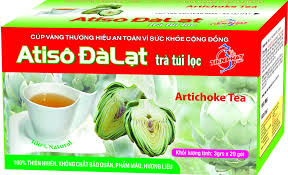 CÚP VÀNG THƯƠNG HIỆU AN TOÀN VÌ SỨC KHỎE CỘNG ĐỒNG
Atisô ĐàLạt
trà túi lọc
Artichoke Tea
100% Natural
Khối lượng tịnh: 3grs x 20 gói
100% THIÊN NHIÊN, KHÔNG CHẤT BẢO QUẢN, PHẨM MÀU, HƯƠNG LIỆU